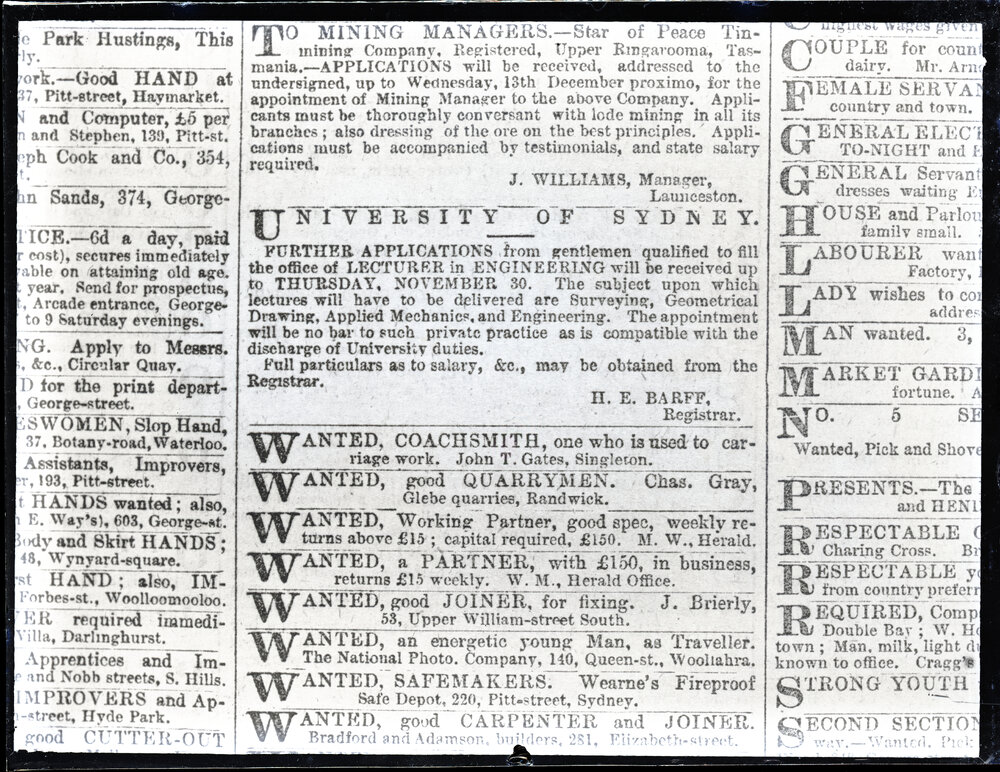 e Park Hustings, This
ly.
ork.—Good HAND at
37, Pitt-street, Haymarket.
N and Computer, £5 per
n and Stephen, 139, Pitt-st.
eph Cook and Co., 354,
t.
hn Sands, 374, George-
TICE.—6d a day, paid
r cost), secures immediately
able on attaining old age.
year. Send for prospectus,
t, Arcade entrance, George-
to 9 Saturday evenings.
NG. Apply to Messrs.
, &c., Circular Quay.
D for the print depart-
, George-street.
ESWOMEN, Slop Hand,
37, Botany-road, Waterloo.
Assistants, Improvers,
er, 193, Pitt-street.
t HANDS wanted; also,
E. Way's), 603, George-st.
Body and Skirt HANDS;
48, Wynyard-square.
st HAND; also, IM-
Forbes-st., Woolloomooloo.
ER required immedi-
Villa, Darlinghurst.
Apprentices and Im-
e and Nobb streets, S. Hills.
IMPROVERS and Ap-
-street, Hyde Park.
good CUTTER-OUT
TO MINING MANAGERS.—Star of Peace Tin-
mining Company, Registered, Upper Ringarooma, Tas-
mania.—APPLICATIONS will be received, addressed to the
undersigned, up to Wednesday, 13th December proximo, for the
appointment of Mining Manager to the above Company. Appli-
cants must be thoroughly conversant with lode mining in all its
branches; also dressing of the ore on the best principles. Appli-
cations must be accompanied by testimonials, and state salary
required.
J. WILLIAMS, Manager,
Launceston.
UNIVERSITY OF SYDNEY.
FURTHER APPLICATIONS from gentlemen qualified to fill
the office of LECTURER in ENGINEERING will be received up
to THURSDAY, NOVEMBER 30. The subject upon which
lectures will have to be delivered are Surveying, Geometrical
Drawing, Applied Mechanics, and Engineering. The appointment
will be no bar to such private practice as is compatible with the
discharge of University duties.
Full particulars as to salary, &c., may be obtained from the
Registrar.
H. E. BARFF,
Registrar.
WANTED, COACHSMITH, one who is used to car-
riage work. John T. Gates, Singleton.
WANTED, good QUARRYMEN. Chas. Gray,
Glebe quarries, Randwick.
WANTED, Working Partner, good spec, weekly re-
turns above £15; capital required, £150. M. W., Herald.
WANTED, a PARTNER, with £150, in business,
returns £15 weekly. W. M., Herald Office.
WANTED, good JOINER, for fixing. J. Brierly,
53, Upper William-street South.
WANTED, an energetic young Man, as Traveller.
The National Photo. Company, 140, Queen-st., Woollahra.
WANTED, SAFEMAKERS. Wearne's Fireproof
Safe Depot, 220, Pitt-street, Sydney.
WANTED, good CARPENTER and JOINER.
Bradford and Adamson, builders, 281, Elizabeth-street.
highest wages given
COUPLE for coun
dairy. Mr. Arn
FEMALE SERVAN
country and town.
GENERAL ELECT
TO-NIGHT and
GENERAL Servant
dresses waiting
HOUSE and Parlou
family small.
LABOURER want
Factory,
LADY wishes to co
addres
MAN wanted. 3,
MARKET GARDI
fortune. A
NO. 5 SE
Wanted, Pick and Shove
PRESENTS.—The
and HENI
RESPECTABLE
Charing Cross. Br
RESPECTABLE y
from country preferr
REQUIRED, Comp
Double Bay; W. Ho
town; Man, milk, light d
known to office. Cragg's
STRONG YOUTH
SECOND SECTION
way.—Wanted, Pick